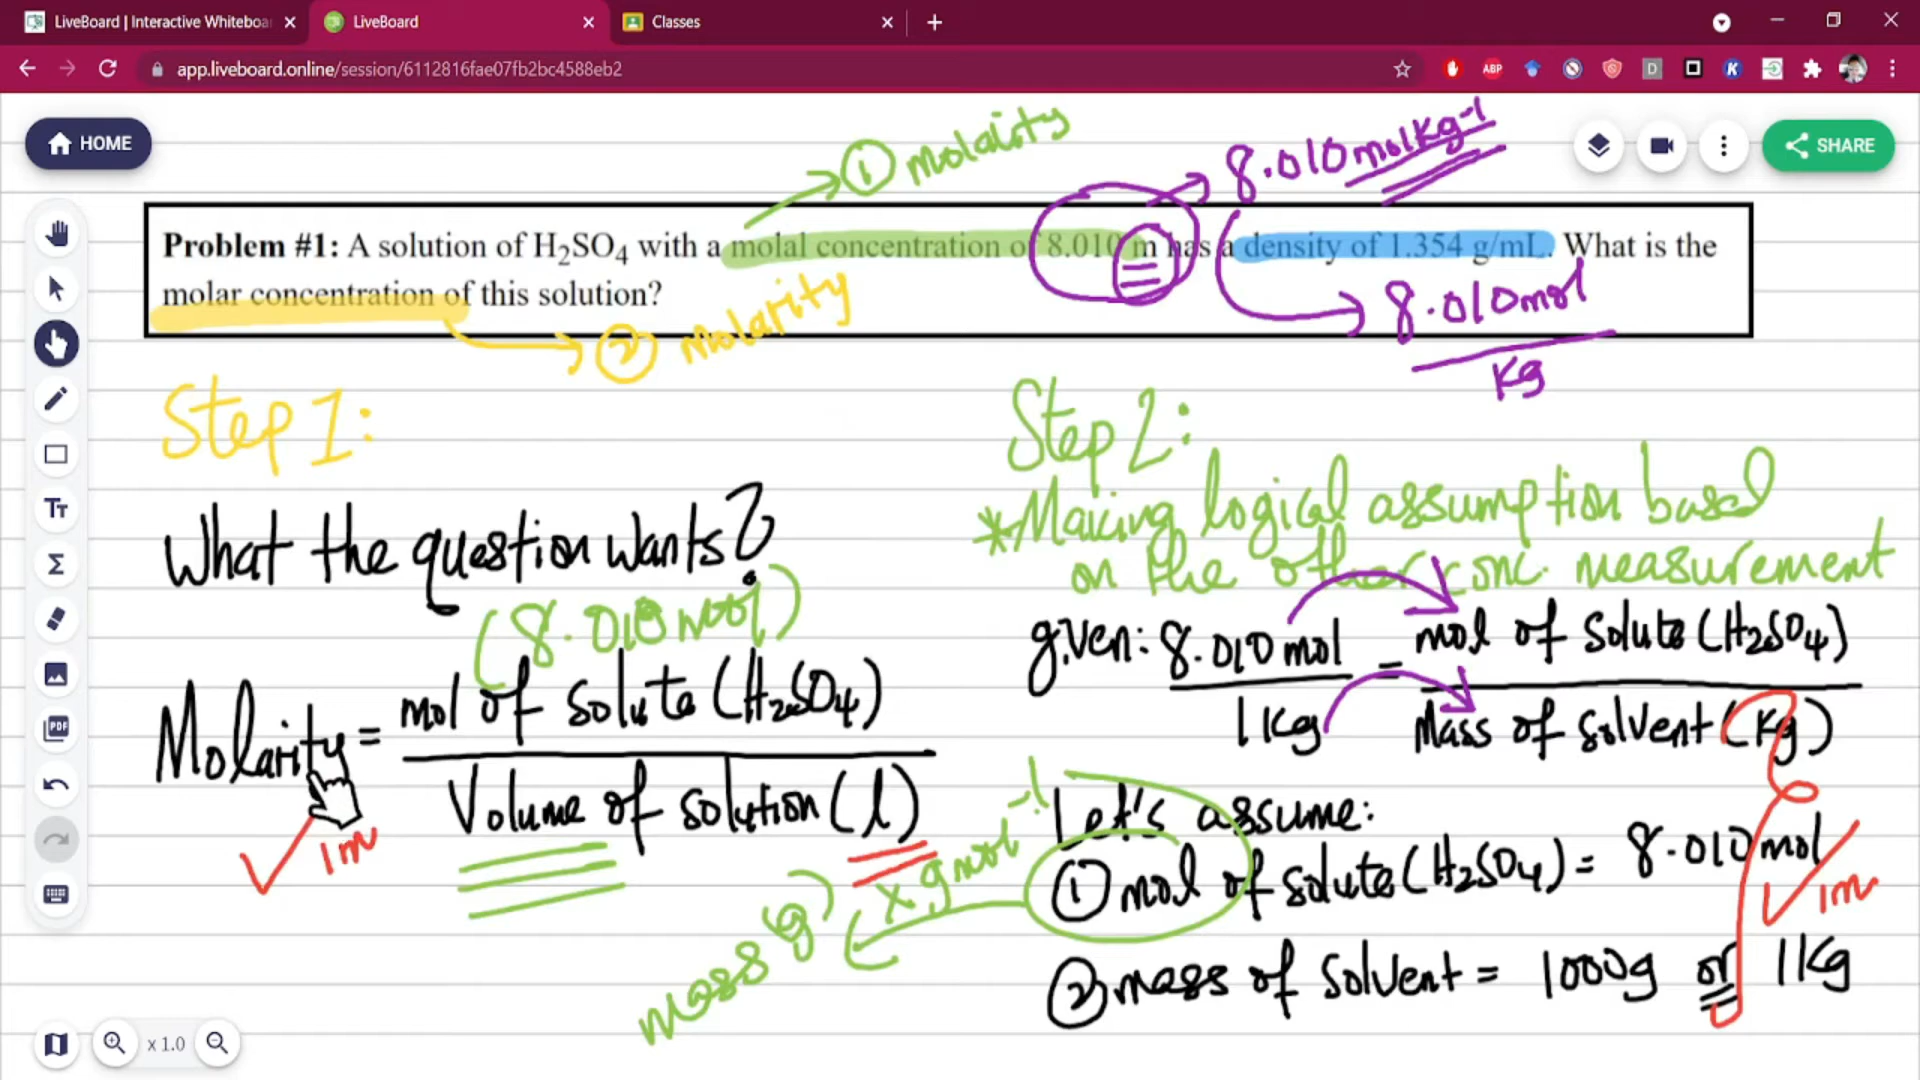 LiveBoard | Interactive Whiteboa
LiveBoard
Classes
app.liveboard.online/session/6112816fae07fb2bc4588eb2
ABP
HOME
SHARE
① molality
8.010 molkg-1
Problem #1: A solution of H₂SO₄ with a molal concentration of 8.010 m has a density of 1.354 g/mL. What is the
molar concentration of this solution?
② molarity
8.010mol
kg
Step 1:
What the question wants?
(8.010 mol)
Molarity = mol of solute (H₂SO₄)
Volume of solution (l)
✓ 1m
Step 2:
*Making logical assumption based
on the other conc. measurement
given: 8.010 mol = mol of solute (H₂SO₄)
1kg Mass of solvent (kg)
Let's assume:
① mol of solute (H₂SO₄) = 8.010 mol
✓ 1m
x gmol-1
mass (g)
② mass of solvent = 1000g or 1kg
Tт
Σ
PDF
x 1.0